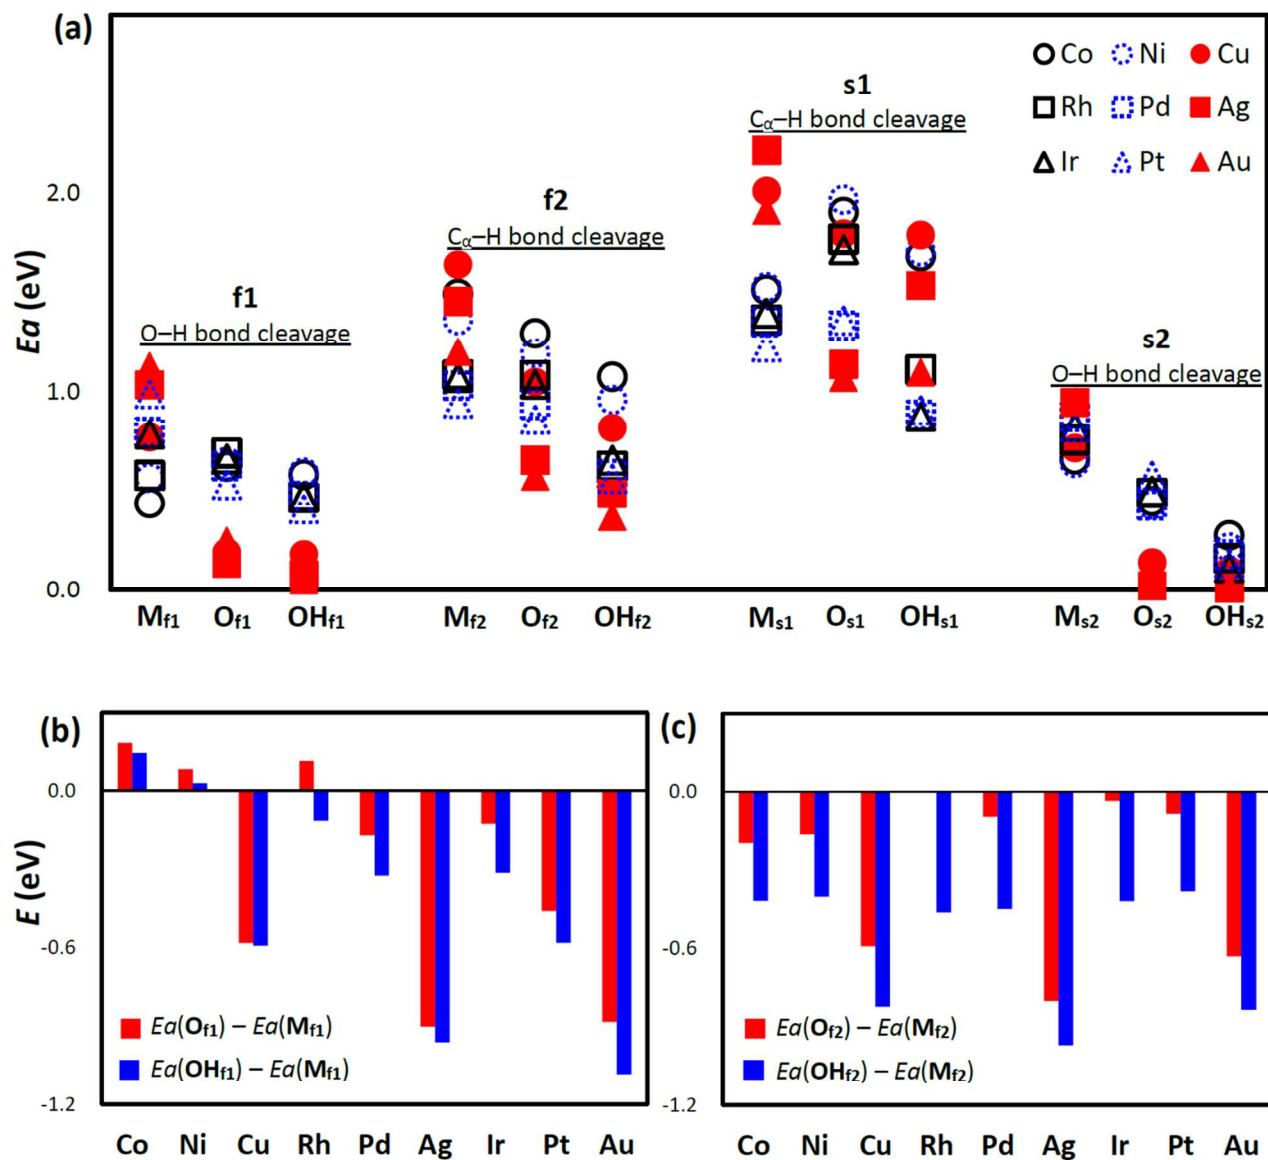 (a)
Co Ni Cu
Rh Pd Ag
Ir Pt Au
s1
Cα–H bond cleavage
f2
Cα–H bond cleavage
f1
O–H bond cleavage
s2
O–H bond cleavage
Ea (eV)
2.0
1.0
0.0
Mf1 Of1 OHf1 Mf2 Of2 OHf2 Ms1 Os1 OHs1 Ms2 Os2 OHs2
(b)
E (eV)
0.0
-0.6
-1.2
Ea(Of1) – Ea(Mf1)
Ea(OHf1) – Ea(Mf1)
Co Ni Cu Rh Pd Ag Ir Pt Au
(c)
0.0
-0.6
-1.2
Ea(Of2) – Ea(Mf2)
Ea(OHf2) – Ea(Mf2)
Co Ni Cu Rh Pd Ag Ir Pt Au